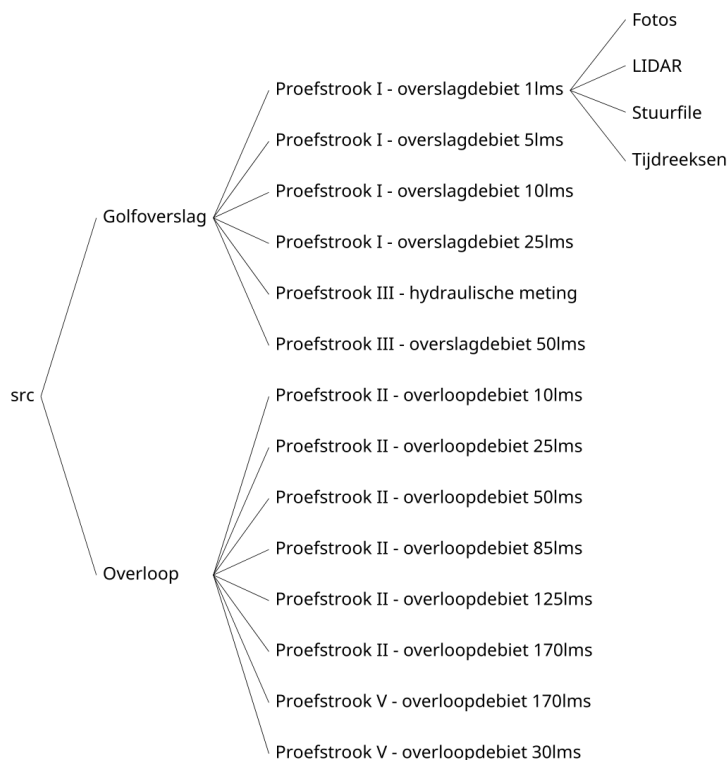 src
Golfoverslag
Proefstrook I - overslagdebiet 1lms
Fotos
LIDAR
Stuurfile
Tijdreeksen
Proefstrook I - overslagdebiet 5lms
Proefstrook I - overslagdebiet 10lms
Proefstrook I - overslagdebiet 25lms
Proefstrook III - hydraulische meting
Proefstrook III - overslagdebiet 50lms
Overloop
Proefstrook II - overloopdebiet 10lms
Proefstrook II - overloopdebiet 25lms
Proefstrook II - overloopdebiet 50lms
Proefstrook II - overloopdebiet 85lms
Proefstrook II - overloopdebiet 125lms
Proefstrook II - overloopdebiet 170lms
Proefstrook V - overloopdebiet 170lms
Proefstrook V - overloopdebiet 30lms